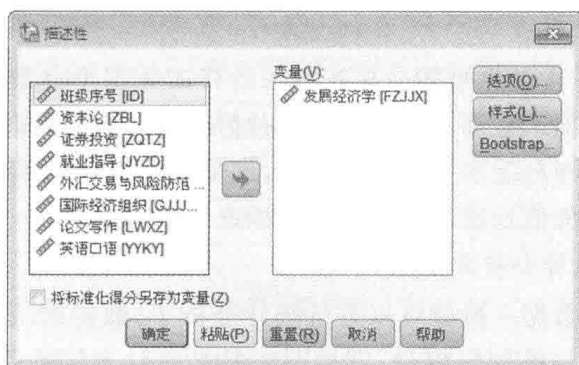 描述性
班级序号 [ID]
资本论 [ZBL]
证券投资 [ZQTZ]
就业指导 [JYZD]
外汇交易与风险防范 ...
国际经济组织 [GJJJ...
论文写作 [LWXZ]
英语口语 [YYKY]
变量(V):
发展经济学 [FZJJX]
选项(O)...
样式(L)...
Bootstrap...
将标准化得分另存为变量(Z)
确定 粘贴(P) 重置(R) 取消 帮助